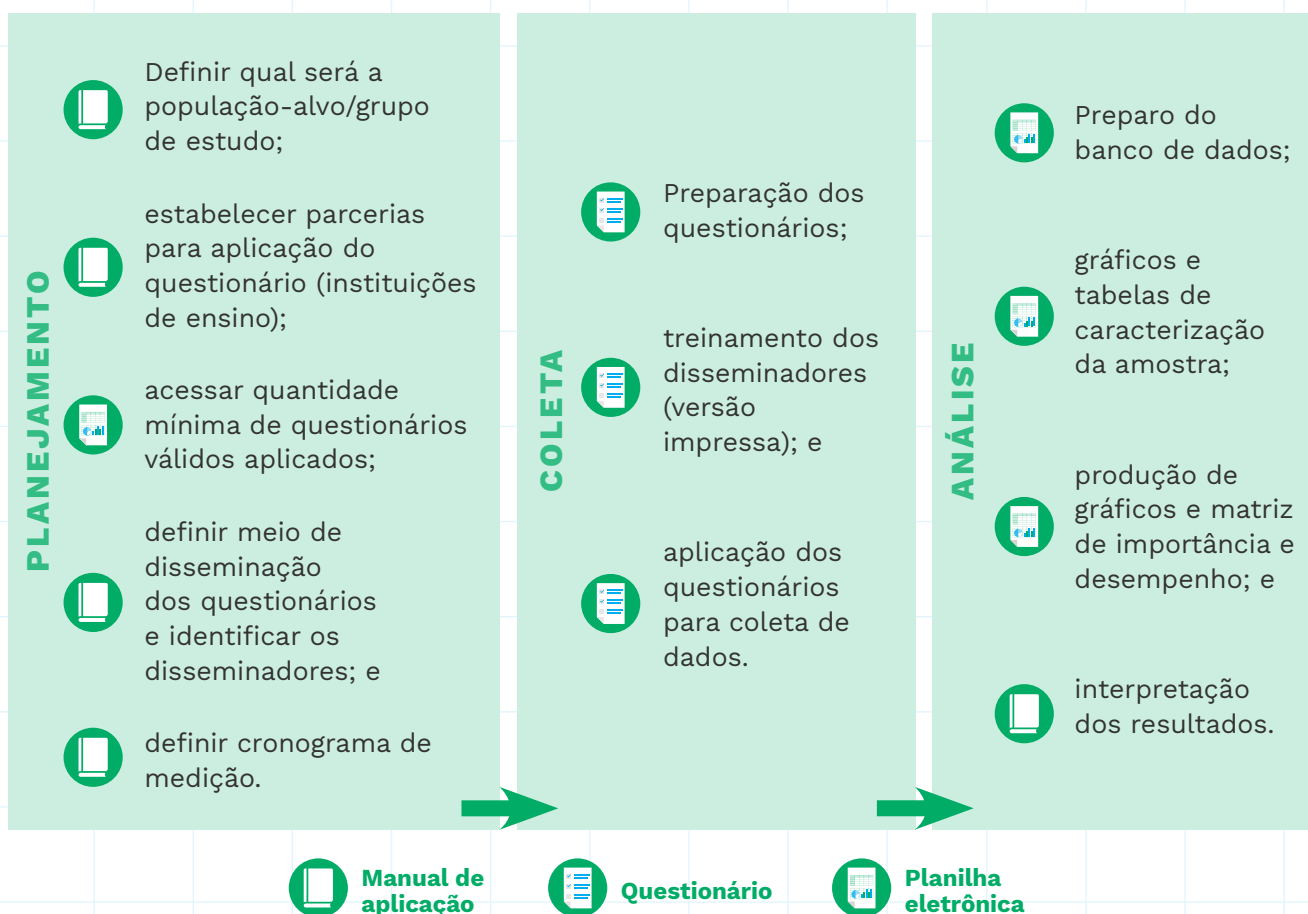 PLANEJAMENTO
Definir qual será a
população-alvo/grupo
de estudo;
estabelecer parcerias
para aplicação do
questionário (instituições
de ensino);
acessar quantidade
mínima de questionários
válidos aplicados;
definir meio de
disseminação
dos questionários
e identificar os
disseminadores; e
definir cronograma de
medição.
COLETA
Preparação dos
questionários;
treinamento dos
disseminadores
(versão
impressa); e
aplicação dos
questionários
para coleta de
dados.
ANÁLISE
Preparo do
banco de dados;
gráficos e
tabelas de
caracterização
da amostra;
produção de
gráficos e matriz
de importância e
desempenho; e
interpretação
dos resultados.
Manual de
aplicação
Questionário
Planilha
eletrônica